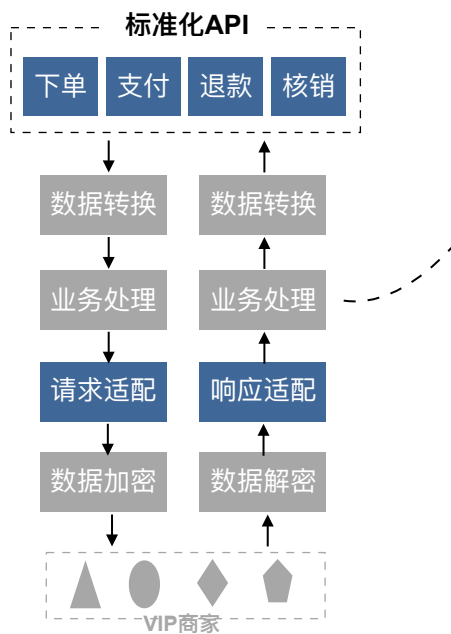 标准化API
下单 支付 退款 核销
数据转换 数据转换
业务处理 业务处理
请求适配 响应适配
数据加密 数据解密
VIP商家